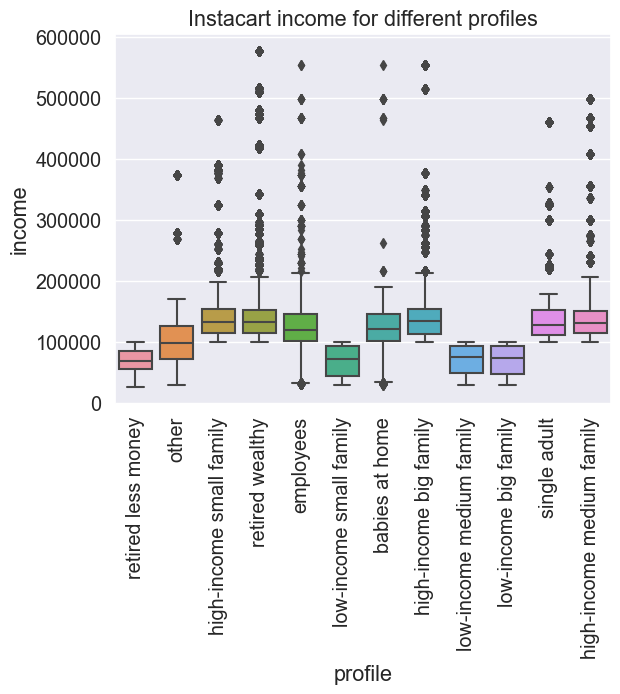 Instacart income for different profiles
600000
500000
400000
300000
200000
100000
0
income
retired less money
other
high-income small family
retired wealthy
employees
low-income small family
babies at home
high-income big family
low-income medium family
low-income big family
single adult
high-income medium family
profile